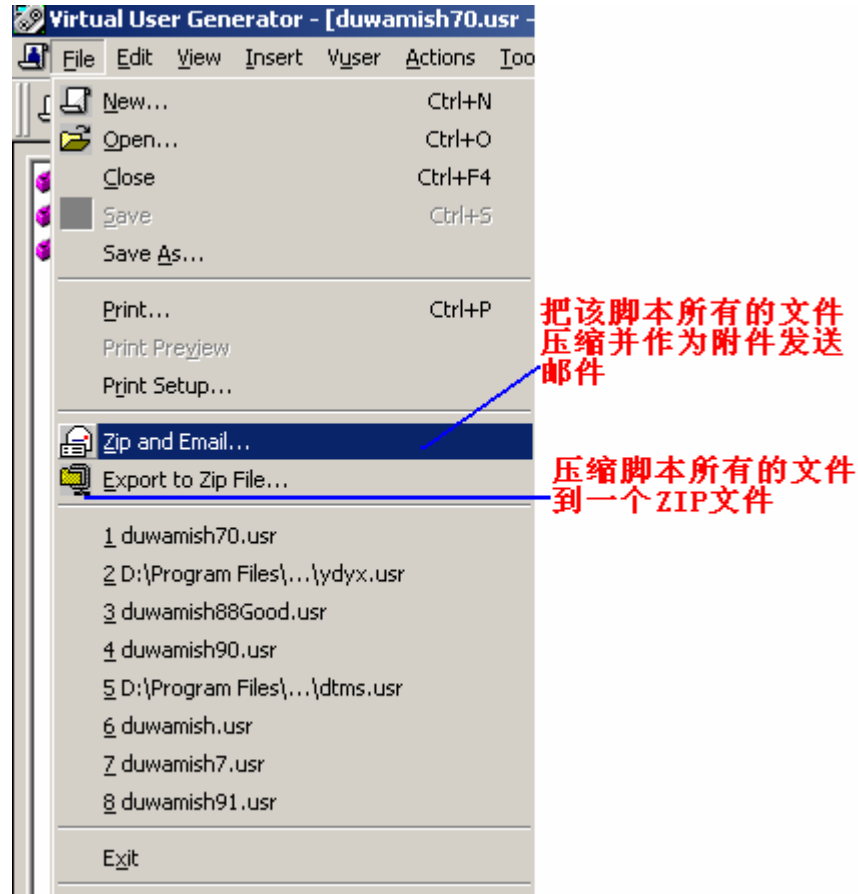 Virtual User Generator - [duwamish70.usr -
File Edit View Insert Vuser Actions Too
New... Ctrl+N
Open... Ctrl+O
Close Ctrl+F4
Save Ctrl+S
Save As...
Print... Ctrl+P
Print Preview
Print Setup...
Zip and Email...
Export to Zip File...
1 duwamish70.usr
2 D:\Program Files\...\ydyx.usr
3 duwamish88Good.usr
4 duwamish90.usr
5 D:\Program Files\...\dtms.usr
6 duwamish.usr
7 duwamish7.usr
8 duwamish91.usr
Exit
把该脚本所有的文件
压缩并作为附件发送
邮件
压缩脚本所有的文件
到一个ZIP文件